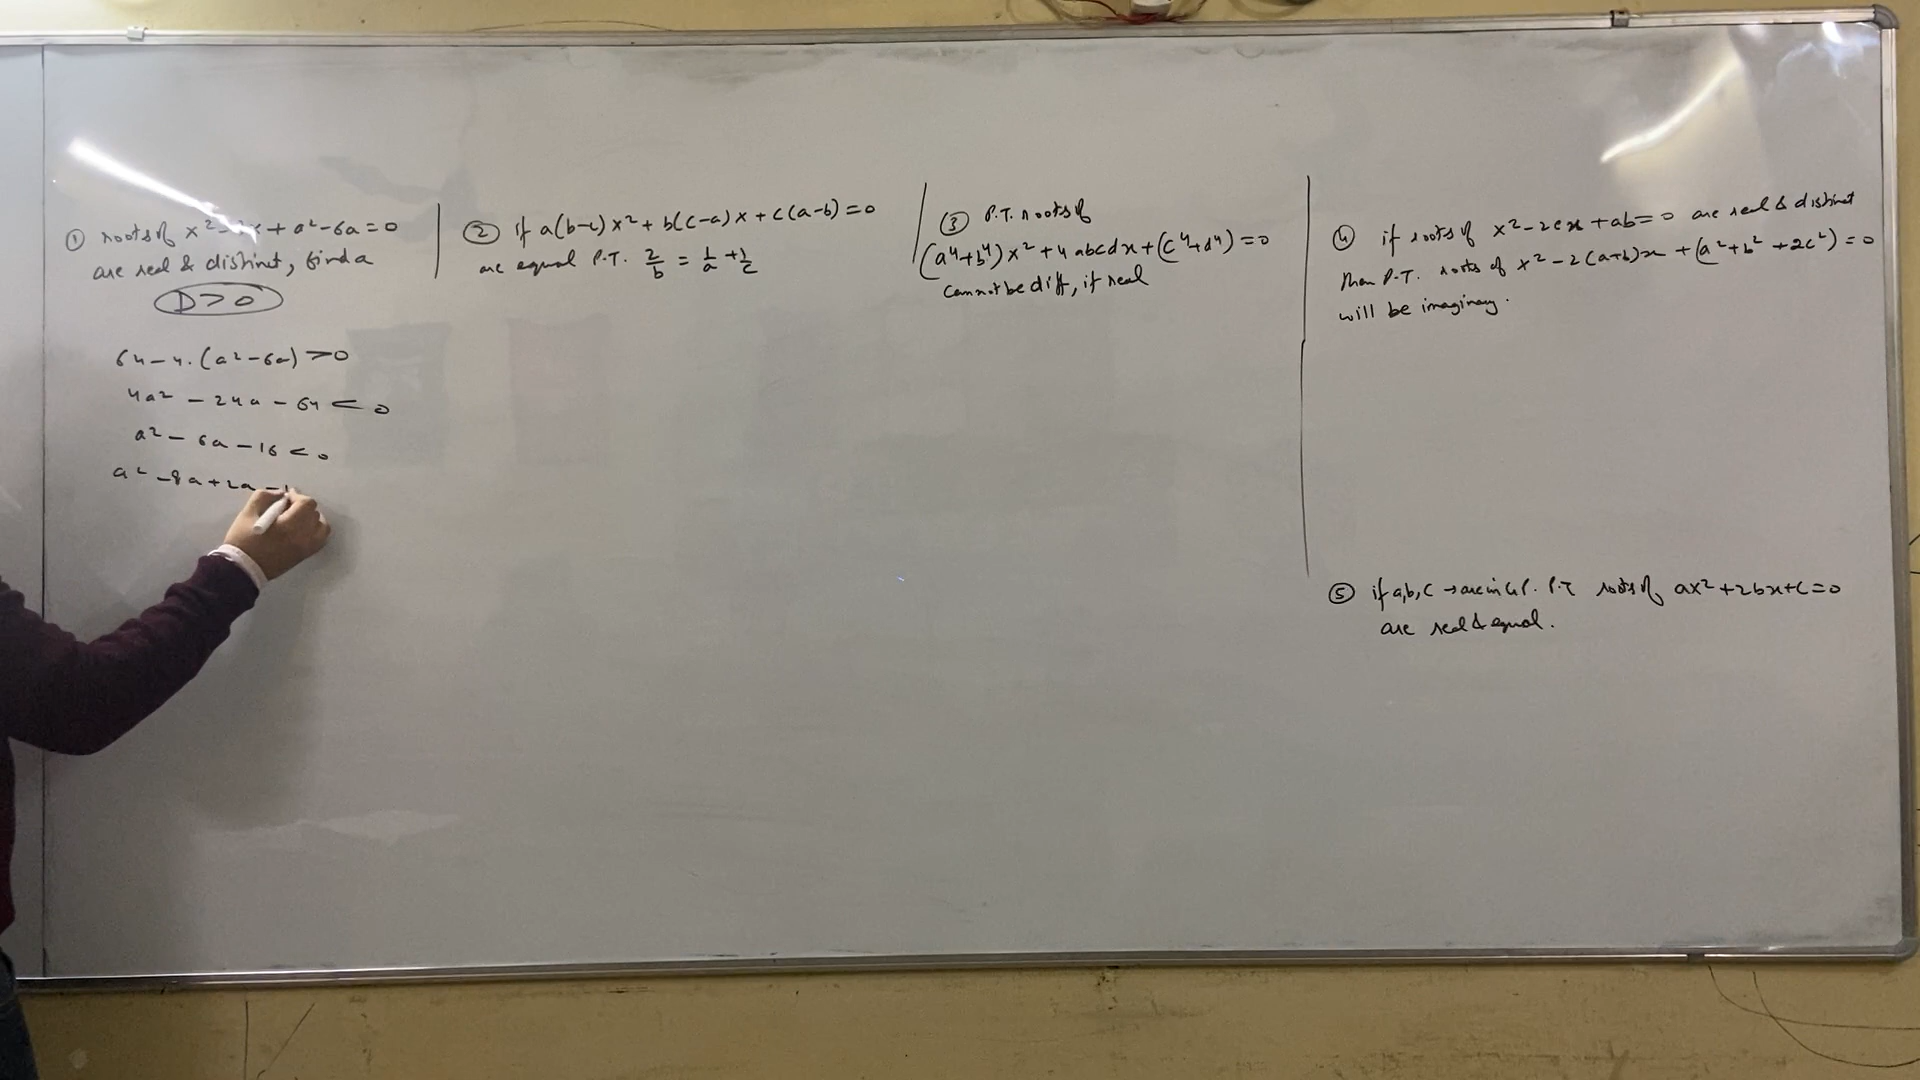 ① roots of x² + a² - 6a = 0
are real & distinct, find a
D > 0
64 - 4.(a² - 6a) > 0
4a² - 24a - 64 < 0
a² - 6a - 16 < 0
a² - 8a + 2a -
② if a(b-c)x² + b(c-a)x + c(a-b) = 0
are equal P.T. 2/b = 1/a + 1/c
③ P.T. roots of
(a⁴+b⁴)x² + 4abcdx + (c⁴+d⁴) = 0
cannot be diff, if real
④ if roots of x² - 2cx + ab = 0 are real & distinct
then P.T. roots of x² - 2(a+b)x + (a² + b² + 2c²) = 0
will be imaginary.
⑤ if a,b,c → are in G.P. P.T roots of ax² + 2bx + c = 0
are real & equal.